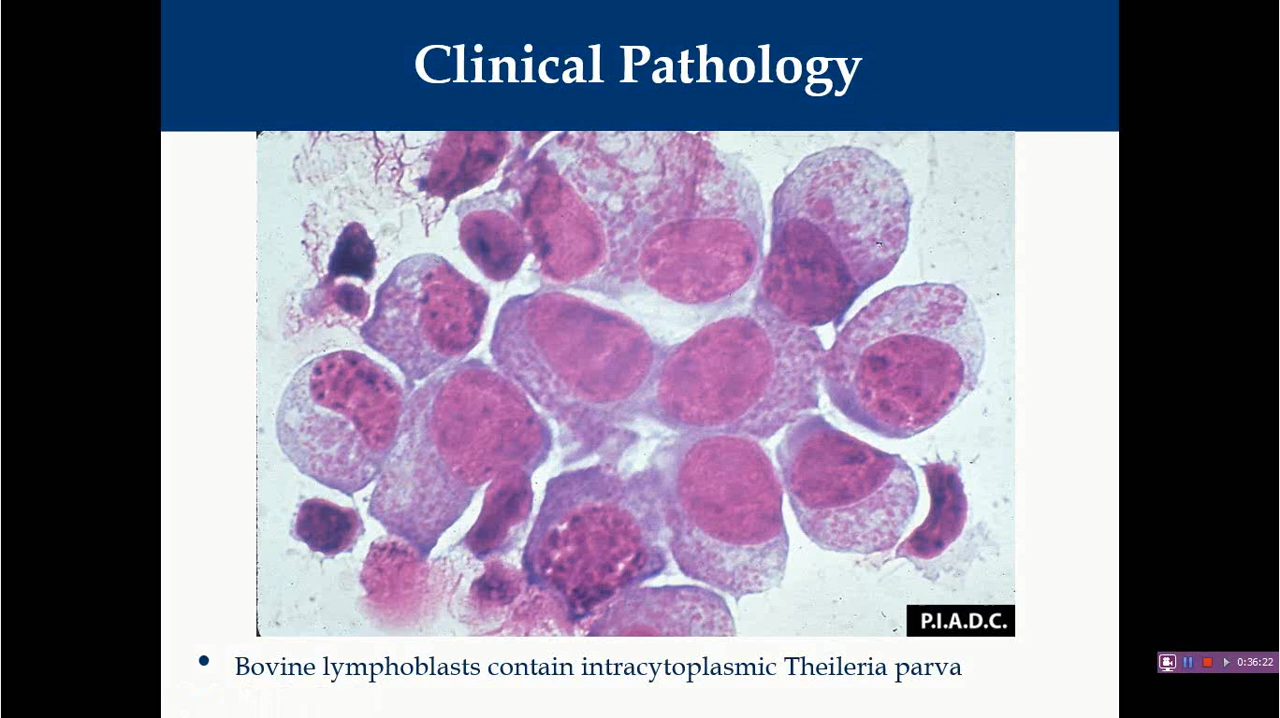 Clinical Pathology
P.I.A.D.C.
• Bovine lymphoblasts contain intracytoplasmic Theileria parva
0:36:22